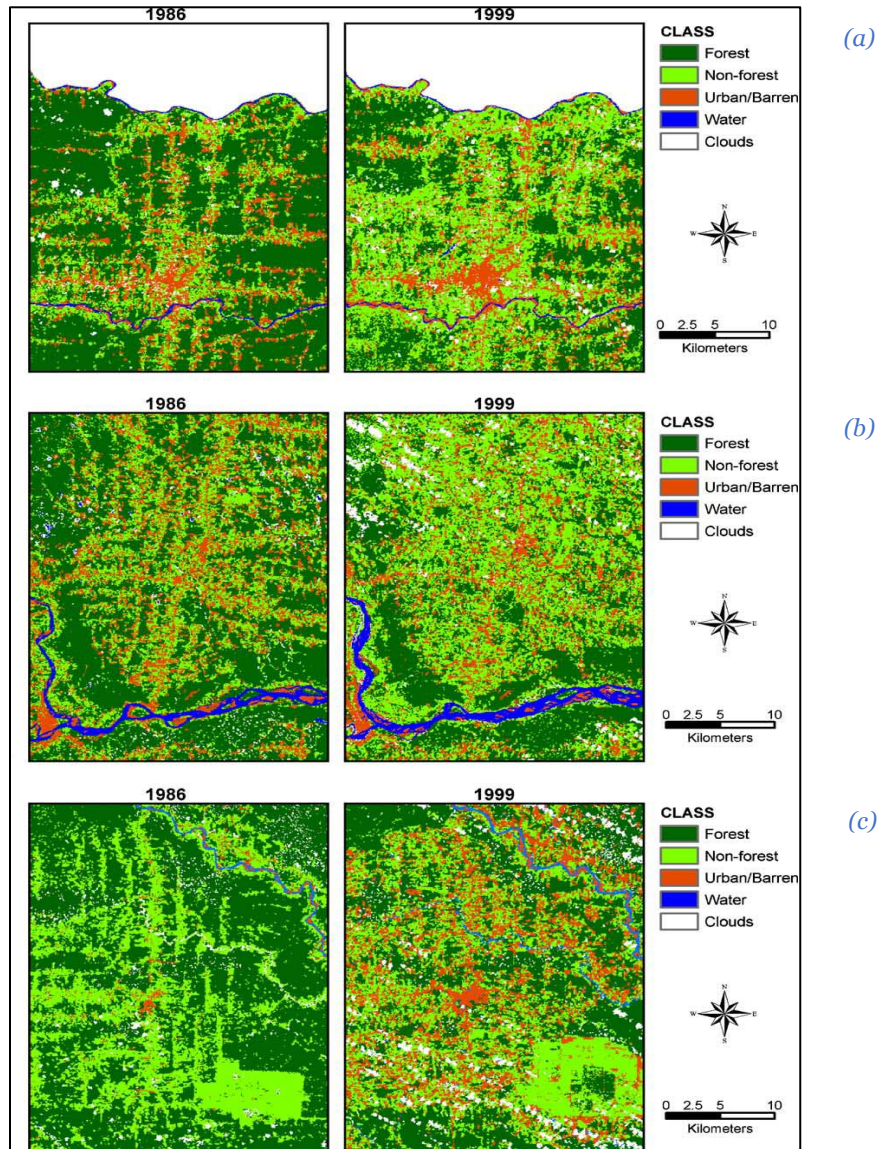 1986 1999
(a)
CLASS
Forest
Non-forest
Urban/Barren
Water
Clouds
N
W E
S
0 2.5 5 10
Kilometers
1986 1999
(b)
CLASS
Forest
Non-forest
Urban/Barren
Water
Clouds
N
W E
S
0 2.5 5 10
Kilometers
1986 1999
(c)
CLASS
Forest
Non-forest
Urban/Barren
Water
Clouds
N
W E
S
0 2.5 5 10
Kilometers